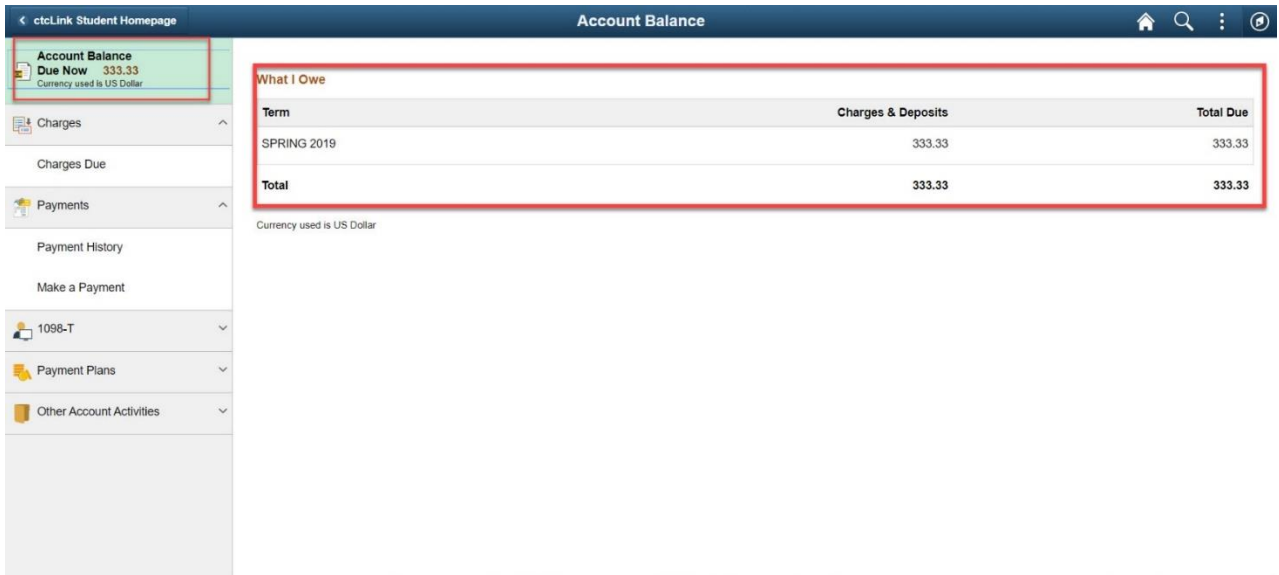 ctcLink Student Homepage
Account Balance
Account Balance
Due Now 333.33
Currency used is US Dollar
Charges
Charges Due
Payments
Payment History
Make a Payment
1098-T
Payment Plans
Other Account Activities
What I Owe
Term Charges & Deposits Total Due
SPRING 2019 333.33 333.33
Total 333.33 333.33
Currency used is US Dollar